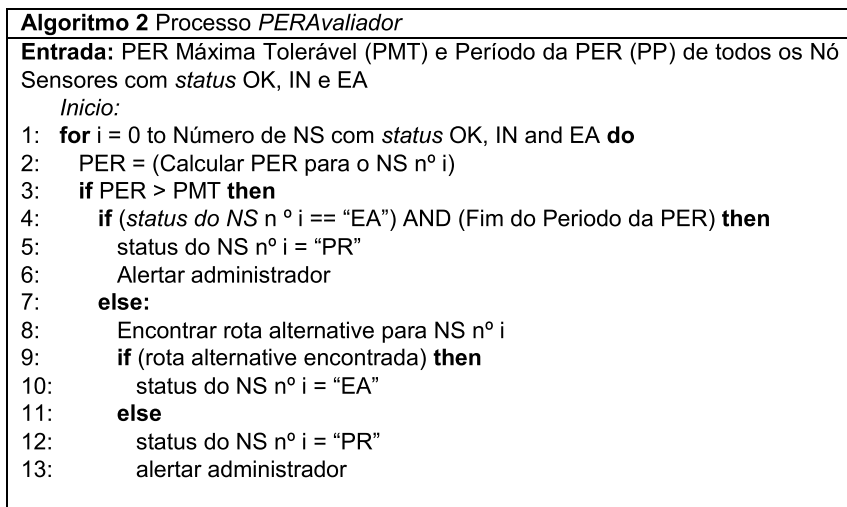 Algoritmo 2 Processo PERAvaliador
Entrada: PER Máxima Tolerável (PMT) e Período da PER (PP) de todos os Nó
Sensores com status OK, IN e EA
Inicio:
1: for i = 0 to Número de NS com status OK, IN and EA do
2: PER = (Calcular PER para o NS nº i)
3: if PER > PMT then
4: if (status do NS n º i == “EA”) AND (Fim do Periodo da PER) then
5: status do NS nº i = “PR”
6: Alertar administrador
7: else:
8: Encontrar rota alternative para NS nº i
9: if (rota alternative encontrada) then
10: status do NS nº i = “EA”
11: else
12: status do NS nº i = “PR”
13: alertar administrador